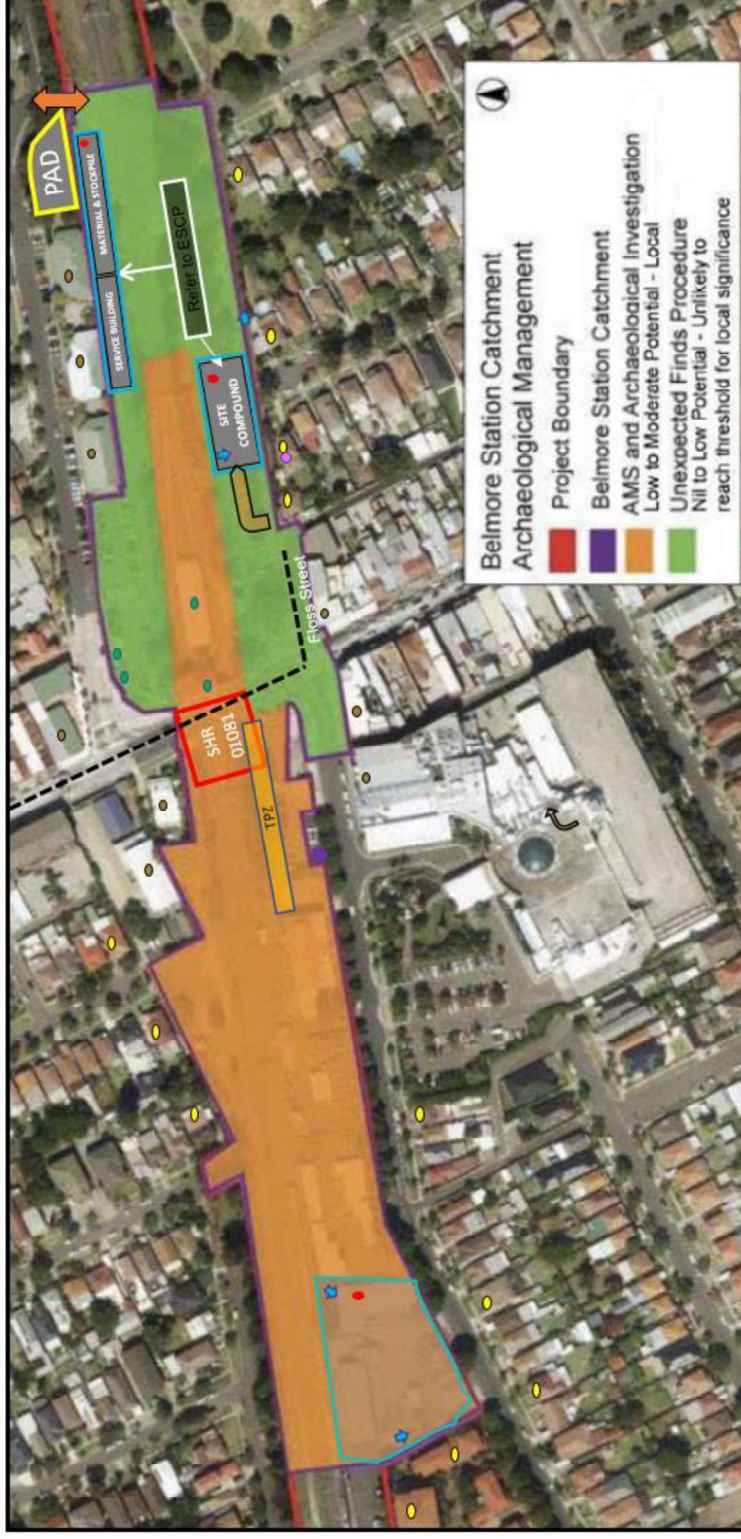 PAD
SERVICE BUILDING
MATERIAL & STOCKPILE
Refer to ESCP
SITE
COMPOUND
Floss Street
SHR
01081
TPZ
Belmore Station Catchment
Archaeological Management
Project Boundary
Belmore Station Catchment
AMS and Archaeological Investigation
Low to Moderate Potential - Local
Unexpected Finds Procedure
Nil to Low Potential - Unlikely to
reach threshold for local significance